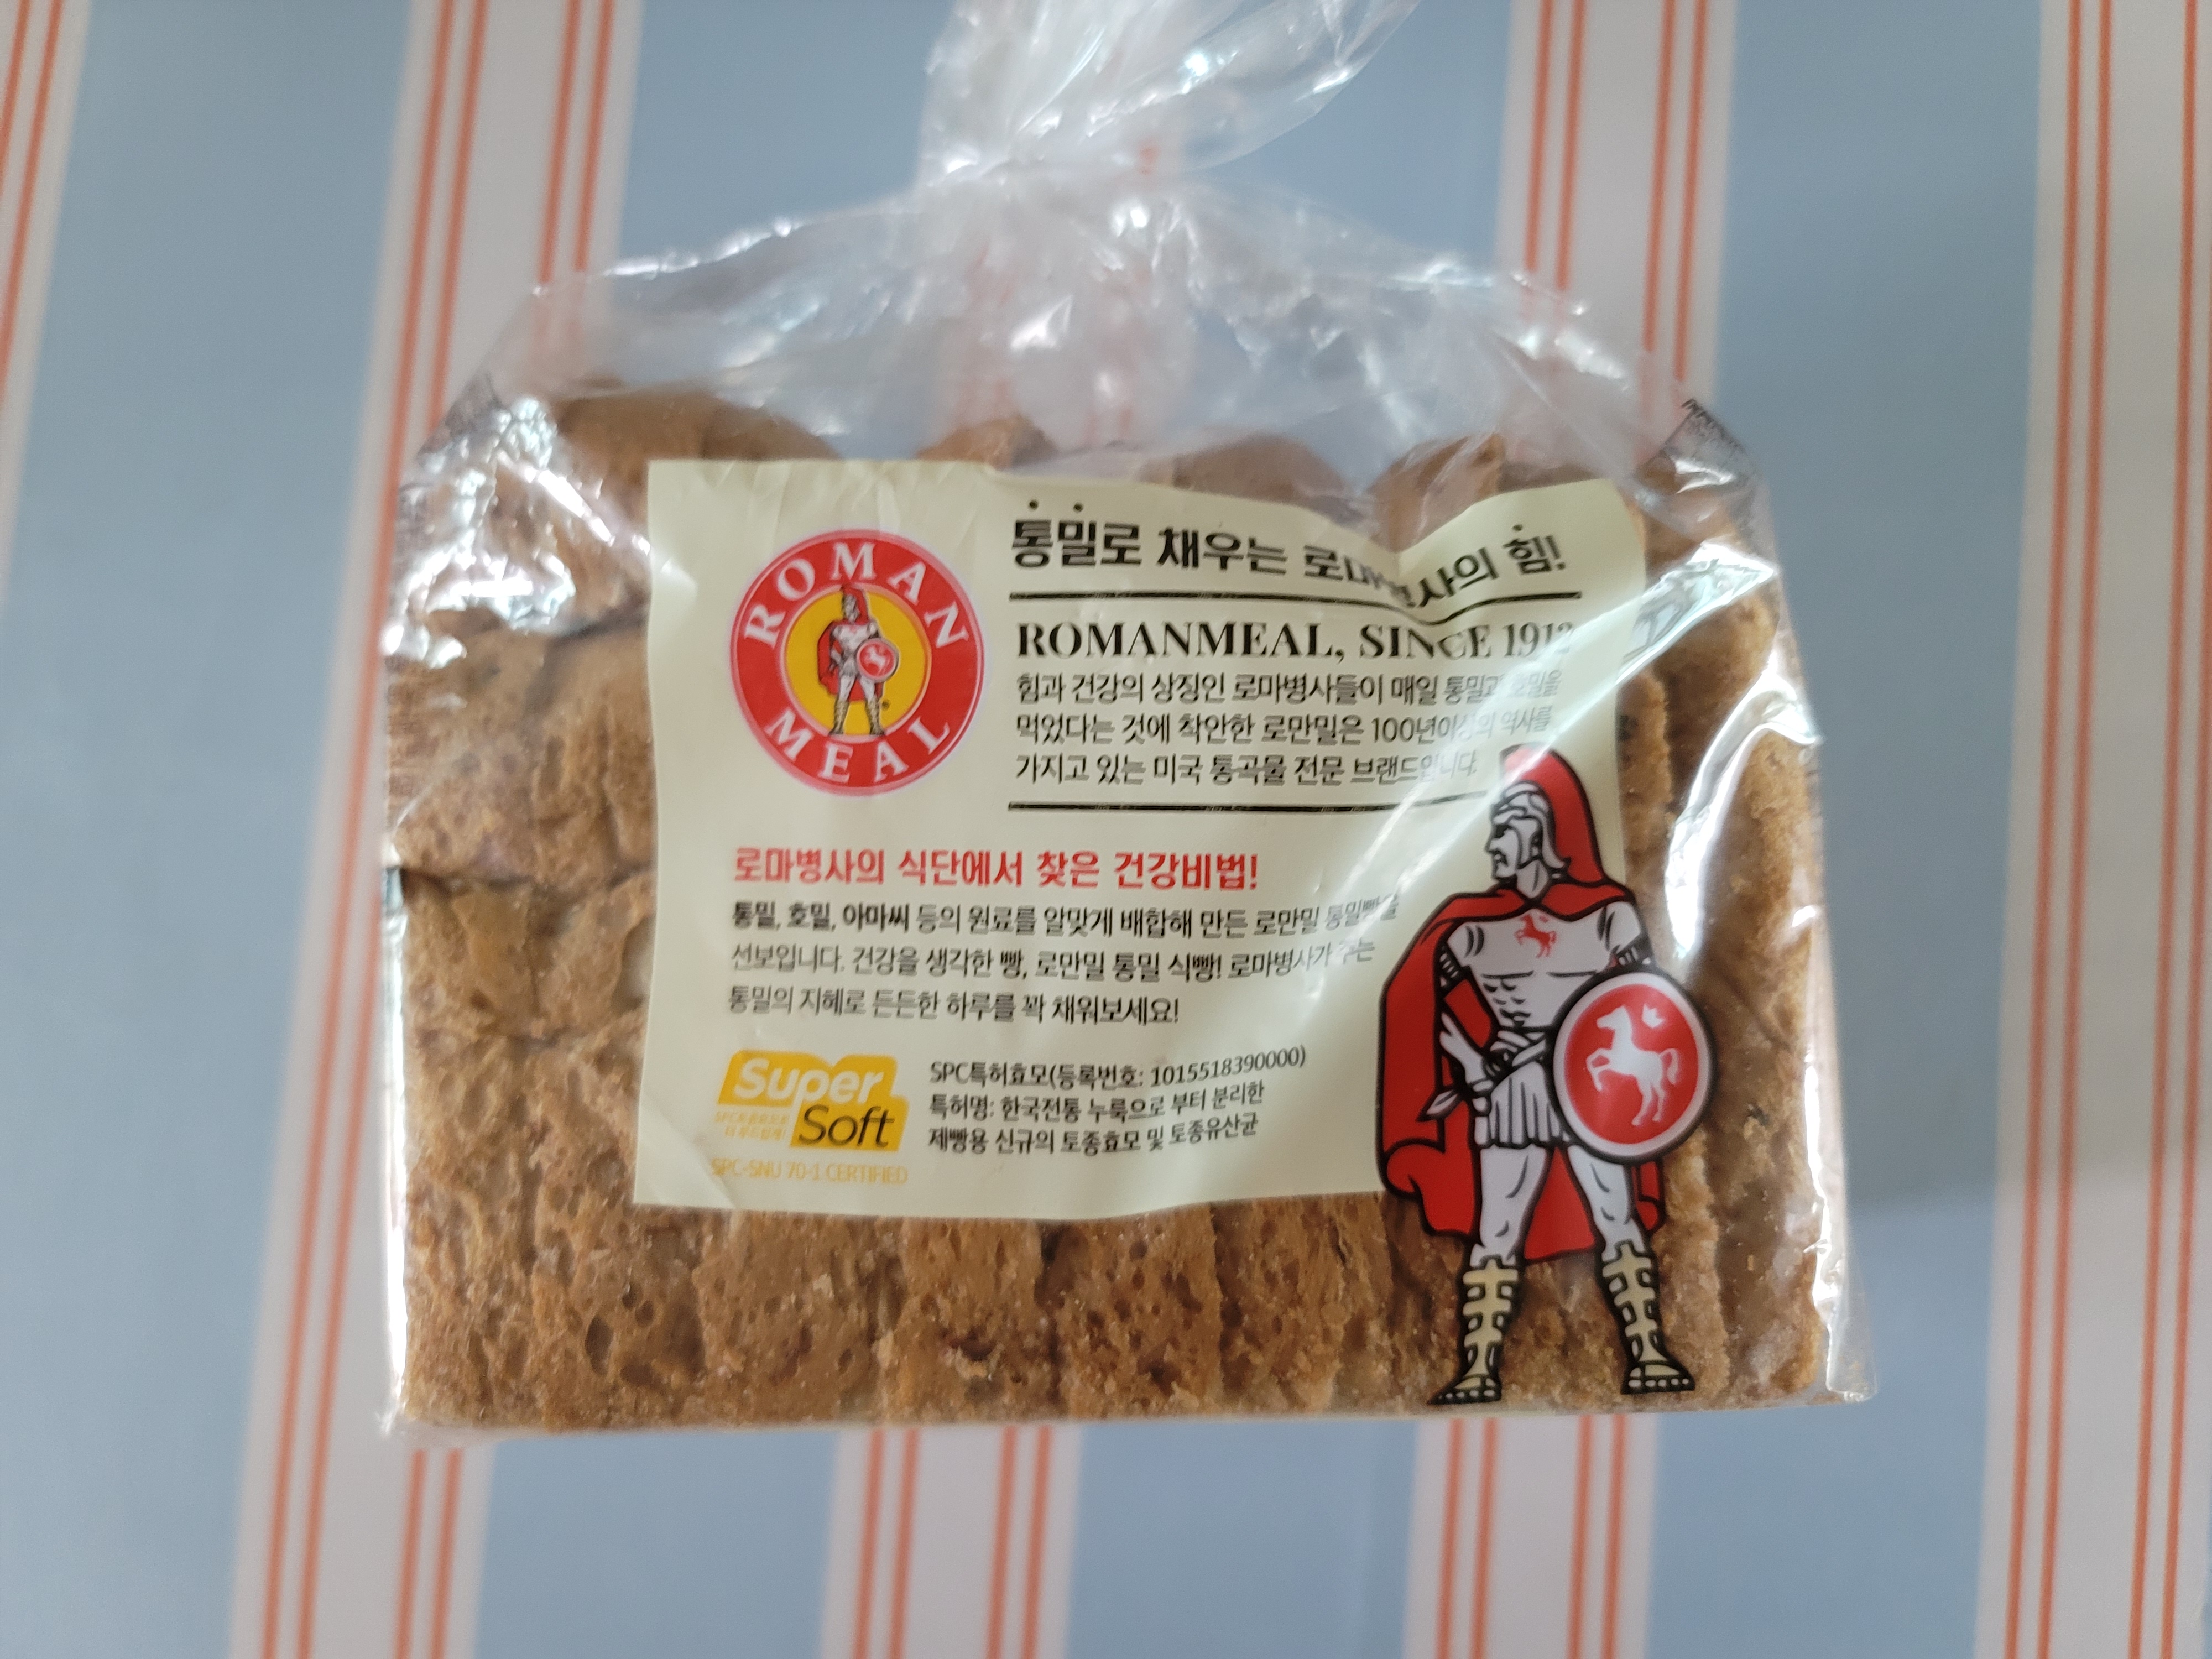 ROMAN
MEAL
통밀로 채우는 로마병사의 힘!
ROMANMEAL, SINCE 1912
힘과 건강의 상징인 로마병사들이 매일 통밀과 호밀을
먹었다는 것에 착안한 로만밀은 100년이상의 역사를
가지고 있는 미국 통곡물 전문 브랜드입니다.
로마병사의 식단에서 찾은 건강비법!
통밀, 호밀, 아마씨 등의 원료를 알맞게 배합해 만든 로만밀 통밀빵을
선보입니다. 건강을 생각한 빵, 로만밀 통밀 식빵! 로마병사가 주는
통밀의 지혜로 든든한 하루를 꽉 채워보세요!
Super
Soft
SPC-SNU 70-1 CERTIFIED
SPC특허효모(등록번호: 1015518390000)
특허명: 한국전통 누룩으로 부터 분리한
제빵용 신규의 토종효모 및 토종유산균